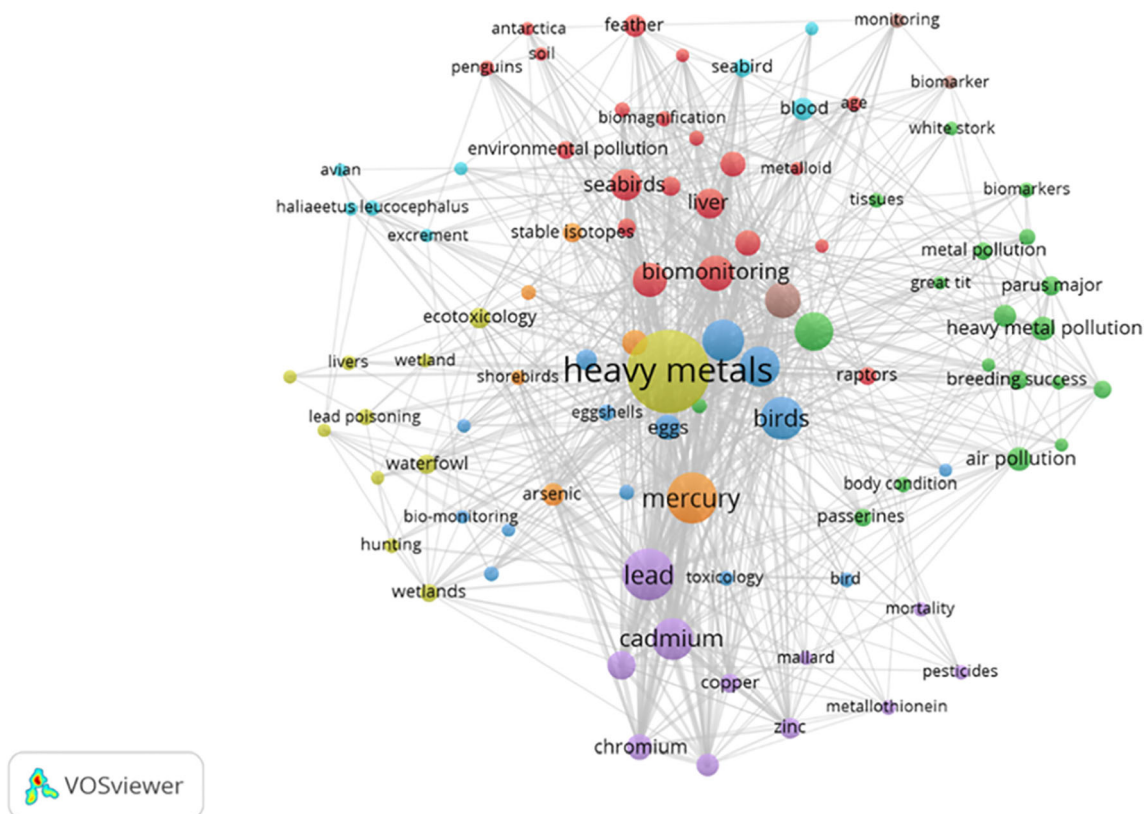 monitoring
feather
antarctica
soil
penguins
seabird
biomarker
blood
age
biomagnification
white stork
environmental pollution
metalloid
avian
seabirds
liver
biomarkers
tissues
haliaeetus leucocephalus
excrement
stable isotopes
metal pollution
biomonitoring
great tit
parus major
ecotoxicology
heavy metal pollution
livers
wetland
shorebirds
heavy metals
raptors
breeding success
lead poisoning
eggshells
eggs
birds
waterfowl
air pollution
body condition
arsenic
mercury
bio-monitoring
passerines
hunting
lead
toxicology
bird
wetlands
mortality
cadmium
mallard
pesticides
copper
metallothionein
zinc
chromium
VOSviewer